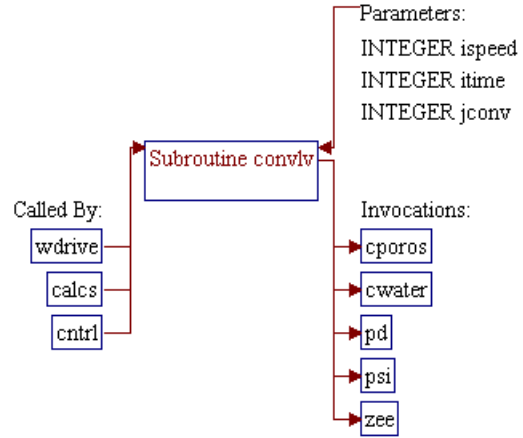 Parameters:
INTEGER ispeed
INTEGER itime
INTEGER jconv
Subroutine convlv
Called By:
wdrive
calcs
cntrl
Invocations:
cporos
cwater
pd
psi
zee